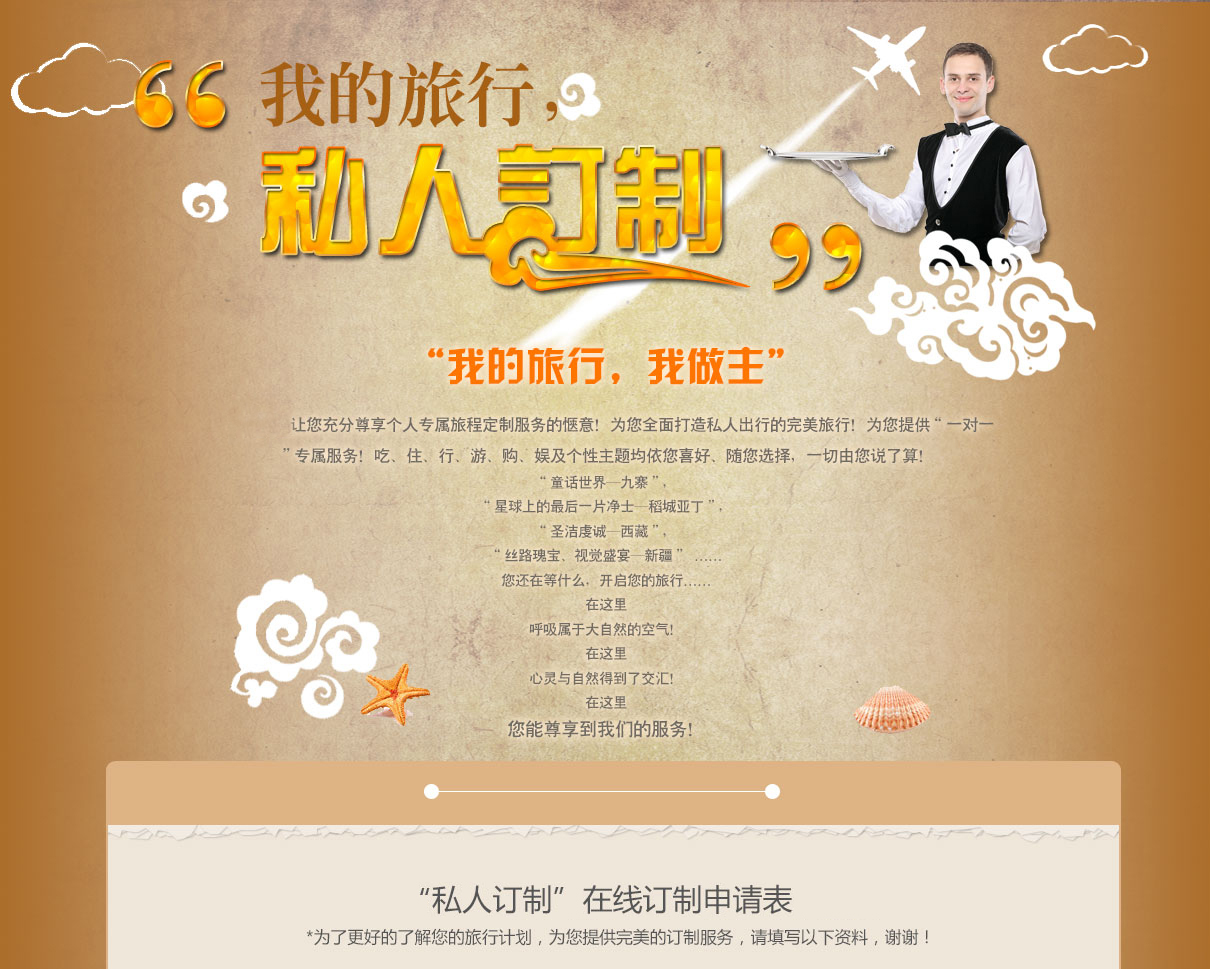 “我的旅行，
私人訂制”
“我的旅行，我做主”
让您充分尊享个人专属旅程定制服务的惬意！为您全面打造私人出行的完美旅行！为您提供“一对一
”专属服务！吃、住、行、游、购、娱及个性主题均依您喜好、随您选择，一切由您说了算！
“童话世界—九寨”，
“星球上的最后一片净士—稻城亚丁”，
“圣洁虔诚—西藏”，
“丝路瑰宝、视觉盛宴—新疆” ……
您还在等什么，开启您的旅行……
在这里
呼吸属于大自然的空气！
在这里
心灵与自然得到了交汇！
在这里
您能尊享到我们的服务！
“私人订制”在线订制申请表
*为了更好的了解您的旅行计划，为您提供完美的订制服务，请填写以下资料，谢谢！